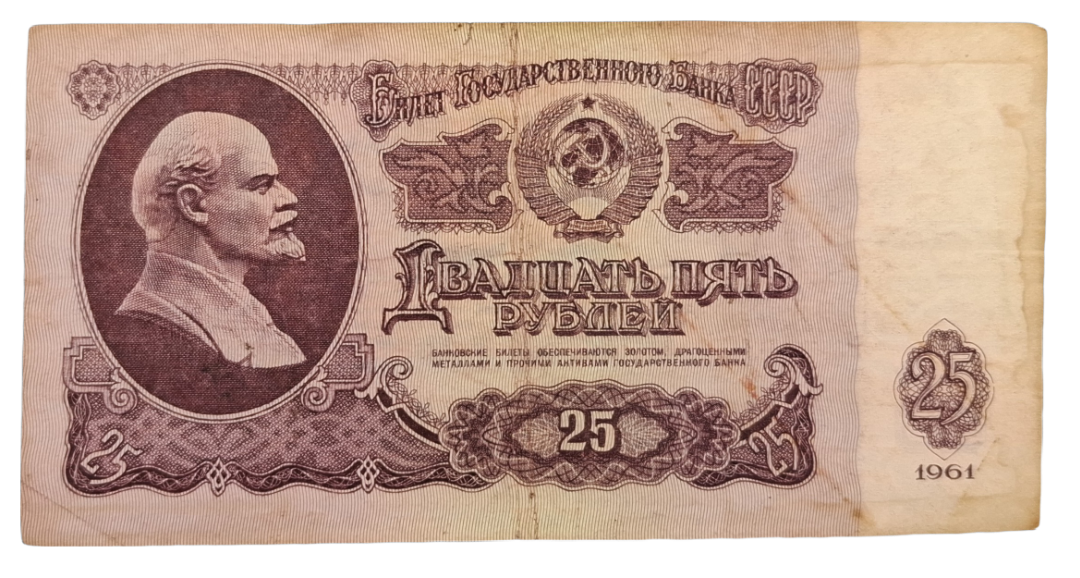 Билет Государственного Банка СССР
Двадцать пять
рублей
БАНКОВСКИЕ БИЛЕТЫ ОБЕСПЕЧИВАЮТСЯ ЗОЛОТОМ, ДРАГОЦЕННЫМИ
МЕТАЛЛАМИ И ПРОЧИМИ АКТИВАМИ ГОСУДАРСТВЕННОГО БАНКА
25
25
25
25
1961